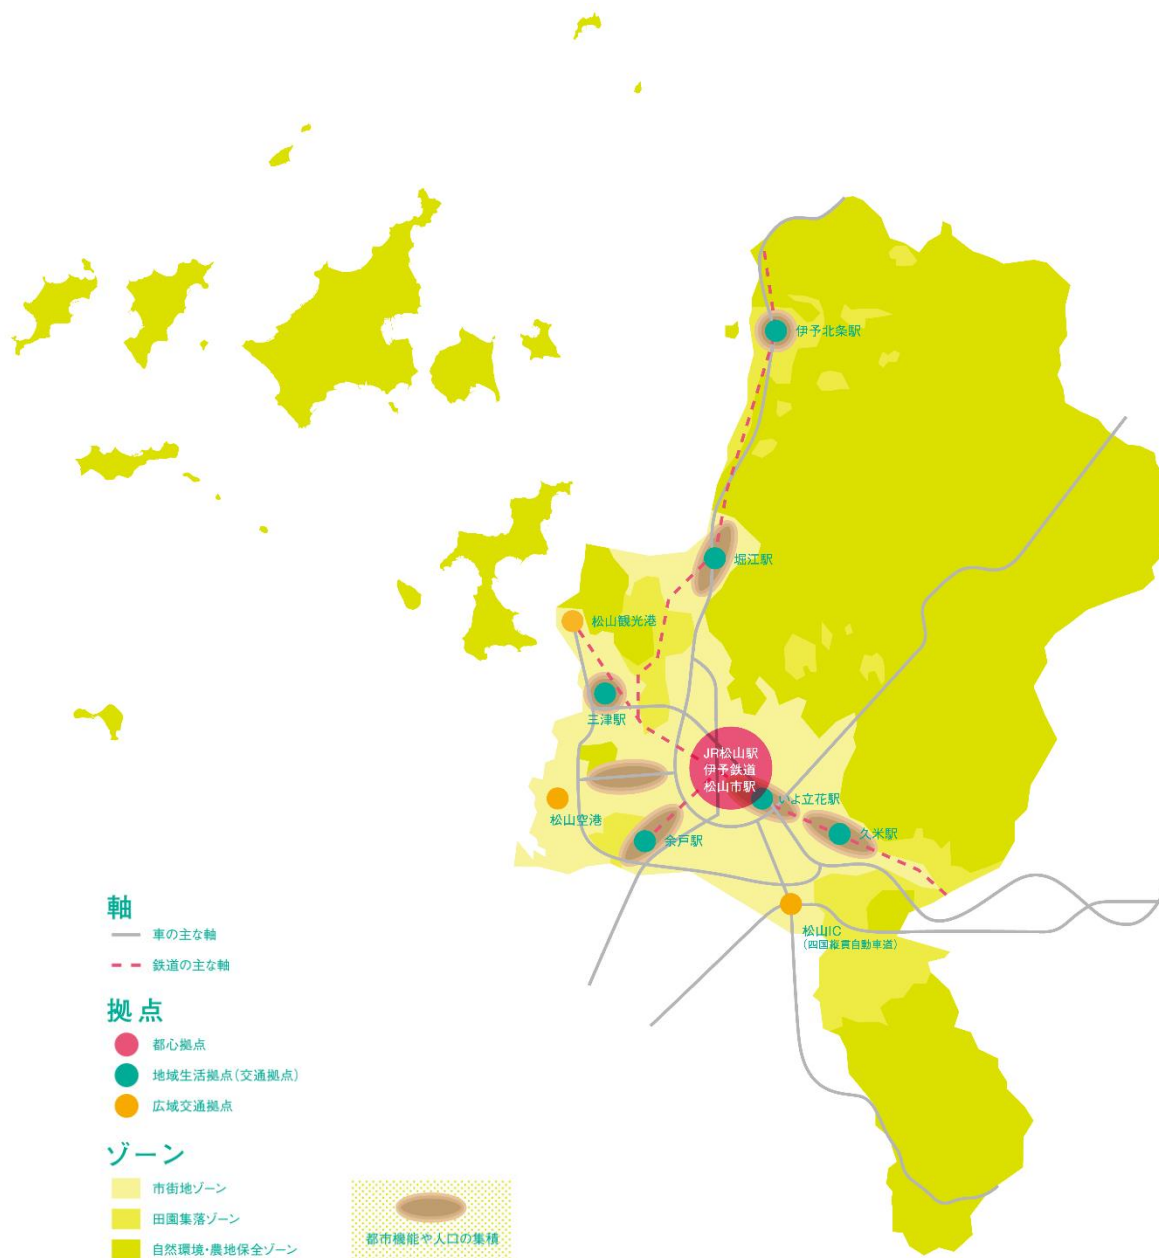 伊予北条駅
堀江駅
松山観光港
三津駅
JR松山駅
伊予鉄道
松山市駅
いよ立花駅
松山空港
余戸駅
久米駅
松山IC
(四国縦貫自動車道)
軸
車の主な軸
鉄道の主な軸
拠点
都心拠点
地域生活拠点(交通拠点)
広域交通拠点
ゾーン
市街地ゾーン
田園集落ゾーン
自然環境・農地保全ゾーン
都市機能や人口の集積